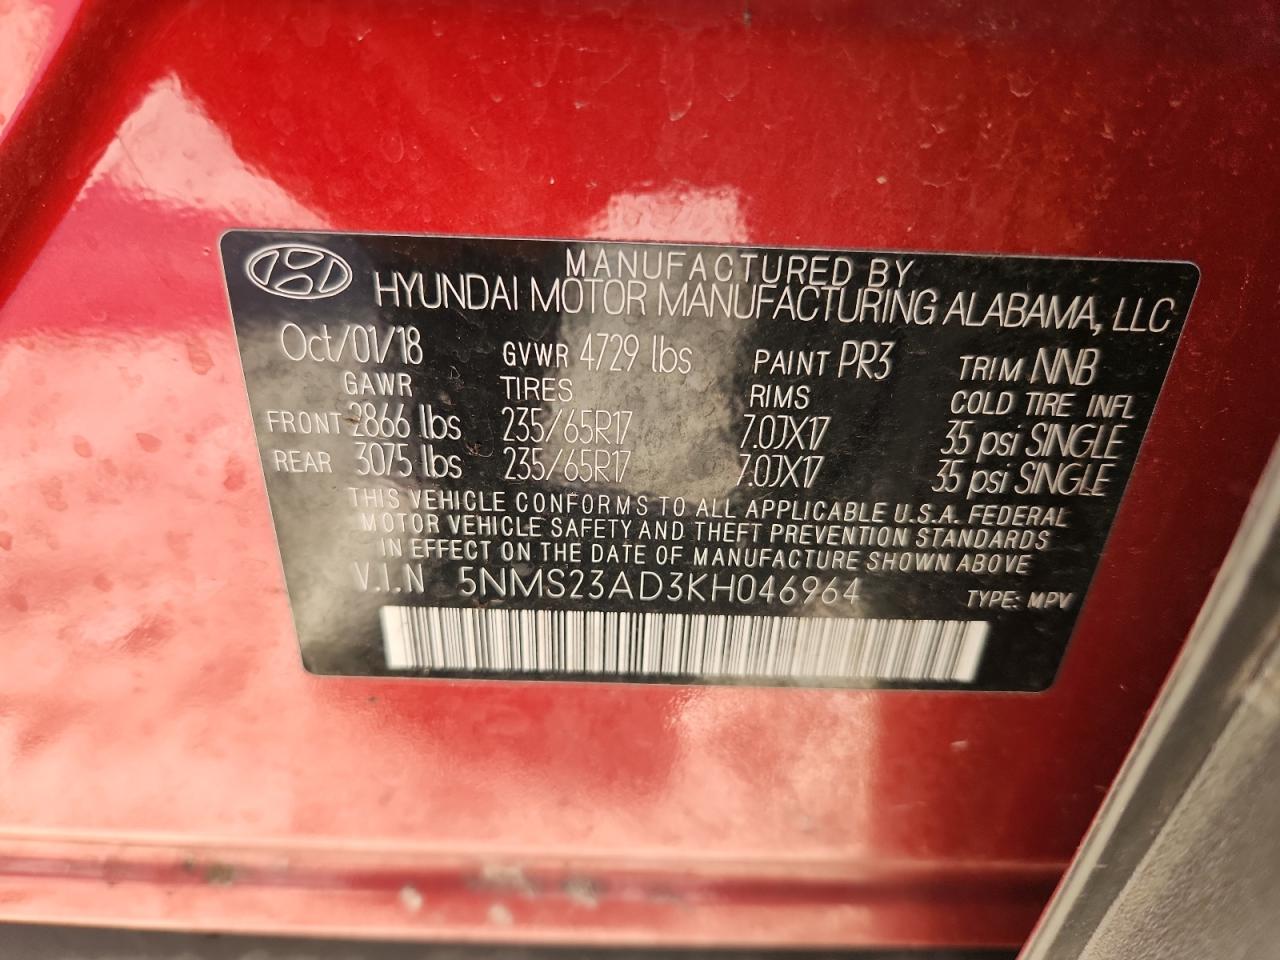 MANUFACTURED BY
HYUNDAI MOTOR MANUFACTURING ALABAMA, LLC
Oct/01/18 GVWR 4729 lbs PAINT PR3 TRIM NNB
GAWR TIRES RIMS COLD TIRE INFL
FRONT 2866 lbs 235/65R17 7.0JX17 35 psi SINGLE
REAR 3075 lbs 235/65R17 7.0JX17 35 psi SINGLE
THIS VEHICLE CONFORMS TO ALL APPLICABLE U.S.A. FEDERAL
MOTOR VEHICLE SAFETY AND THEFT PREVENTION STANDARDS
IN EFFECT ON THE DATE OF MANUFACTURE SHOWN ABOVE
V.I.N 5NMS23AD3KH046964 TYPE: MPV